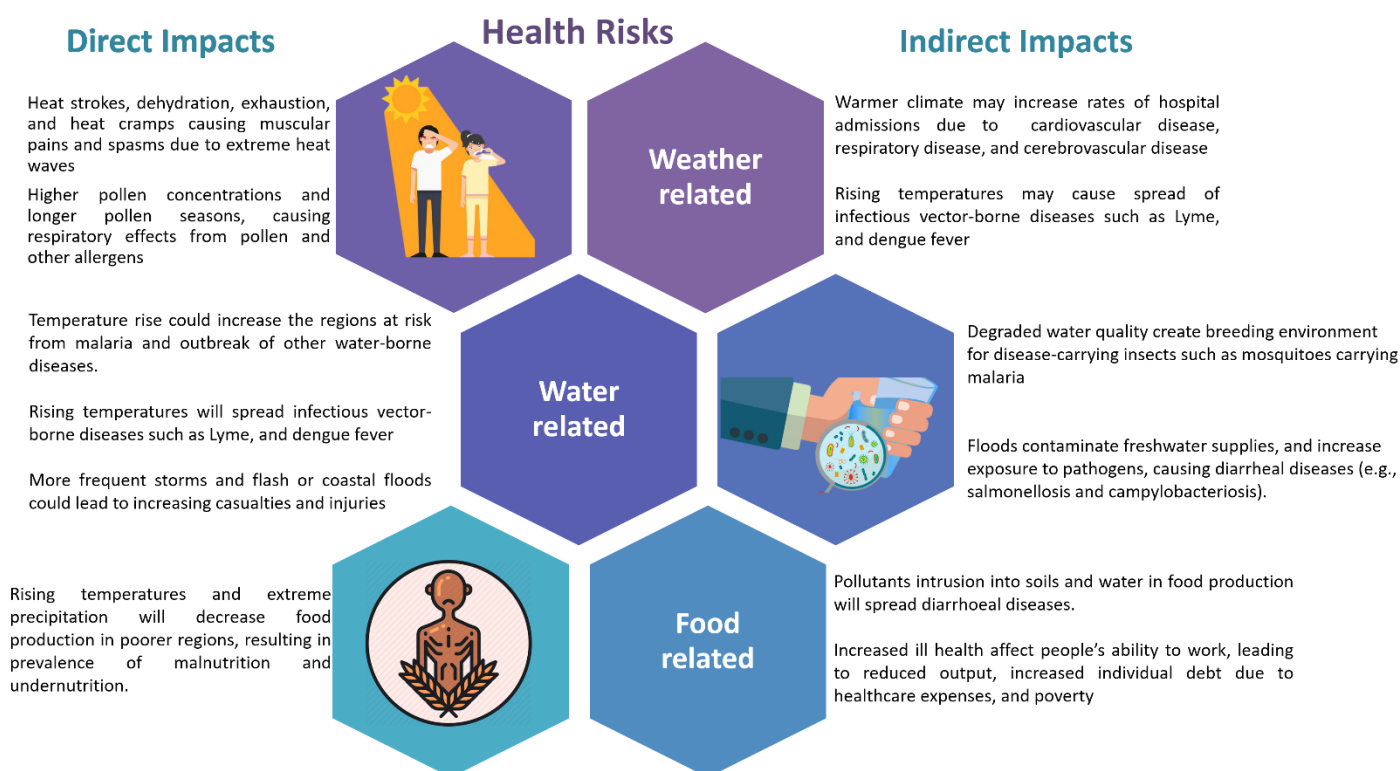 Health Risks
Direct Impacts
Heat strokes, dehydration, exhaustion,
and heat cramps causing muscular
pains and spasms due to extreme heat
waves
Higher pollen concentrations and
longer pollen seasons, causing
respiratory effects from pollen and
other allergens
Weather
related
Indirect Impacts
Warmer climate may increase rates of hospital
admissions due to cardiovascular disease,
respiratory disease, and cerebrovascular disease
Rising temperatures may cause spread of
infectious vector-borne diseases such as Lyme,
and dengue fever
Temperature rise could increase the regions at risk
from malaria and outbreak of other water-borne
diseases.
Rising temperatures will spread infectious vector-
borne diseases such as Lyme, and dengue fever
More frequent storms and flash or coastal floods
could lead to increasing casualties and injuries
Water
related
Degraded water quality create breeding environment
for disease-carrying insects such as mosquitoes carrying
malaria
Floods contaminate freshwater supplies, and increase
exposure to pathogens, causing diarrheal diseases (e.g.,
salmonellosis and campylobacteriosis).
Rising temperatures and extreme
precipitation will decrease food
production in poorer regions, resulting in
prevalence of malnutrition and
undernutrition.
Food
related
Pollutants intrusion into soils and water in food production
will spread diarrhoeal diseases.
Increased ill health affect people’s ability to work, leading
to reduced output, increased individual debt due to
healthcare expenses, and poverty